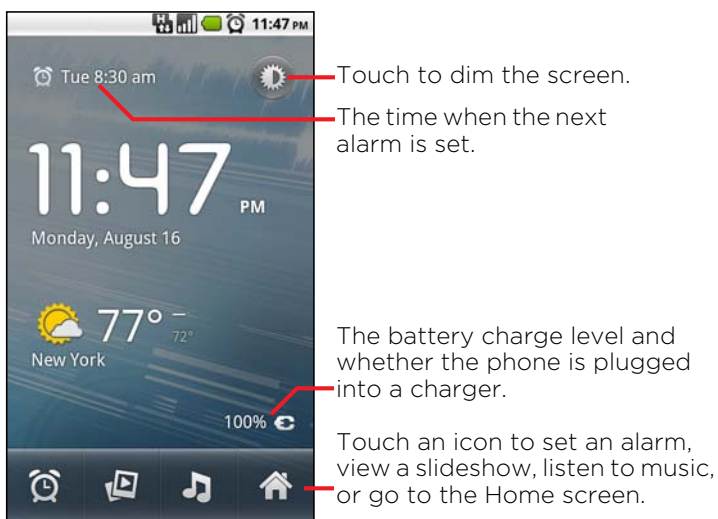 H
11:47 PM
Tue 8:30 am
Touch to dim the screen.
The time when the next
alarm is set.
11:47 PM
Monday, August 16
77° –
72°
New York
The battery charge level and
whether the phone is plugged
into a charger.
100%
Touch an icon to set an alarm,
view a slideshow, listen to music,
or go to the Home screen.